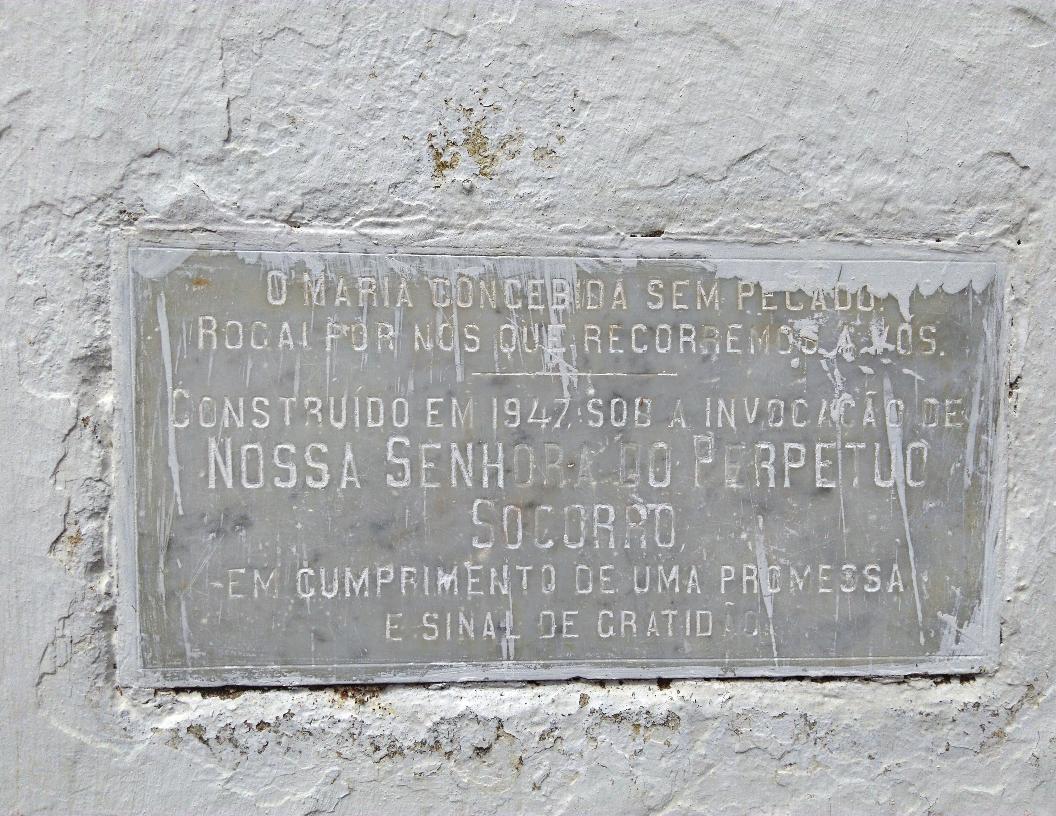 O' MARIA CONCEBIDA SEM PECADO.
ROGAI POR NÓS QUE RECORREMOS A VÓS.
CONSTRUÍDO EM 1947, SOB A INVOCAÇÃO DE
NOSSA SENHORA DO PERPETUO
SOCORRO,
EM CUMPRIMENTO DE UMA PROMESSA
E SINAL DE GRATIDÃO